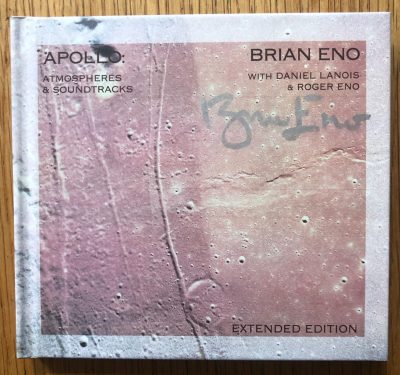 APOLLO:
ATMOSPHERES
& SOUNDTRACKS
BRIAN ENO
WITH DANIEL LANOIS
& ROGER ENO
Brian Eno
EXTENDED EDITION